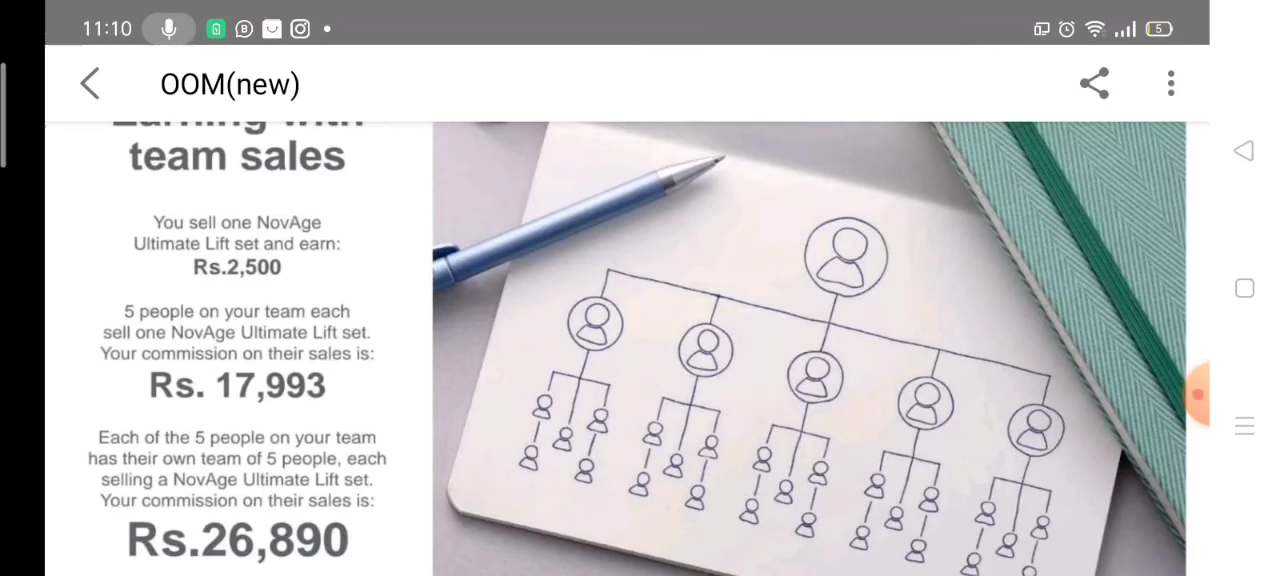 11:10
5
OOM(new)
Earning with
team sales
You sell one NovAge
Ultimate Lift set and earn:
Rs.2,500
5 people on your team each
sell one NovAge Ultimate Lift set.
Your commission on their sales is:
Rs. 17,993
Each of the 5 people on your team
has their own team of 5 people, each
selling a NovAge Ultimate Lift set.
Your commission on their sales is:
Rs.26,890